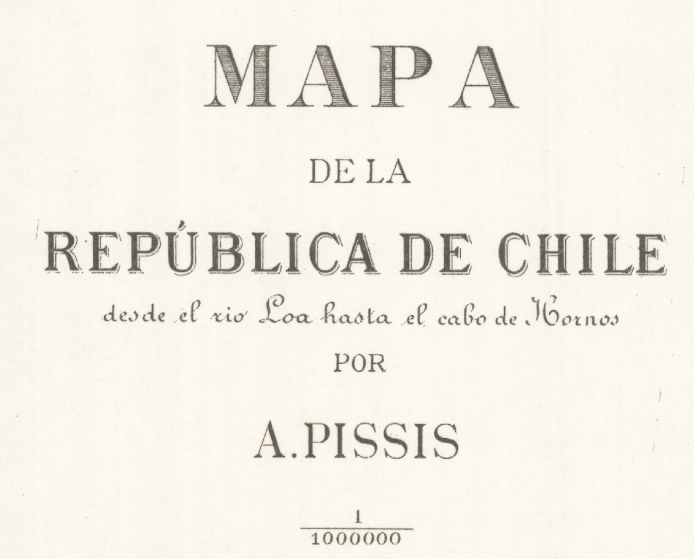 MAPA
DE LA
REPÚBLICA DE CHILE
desde el rio Loa hasta el cabo de Hornos
POR
A. PISSIS
1
1000000